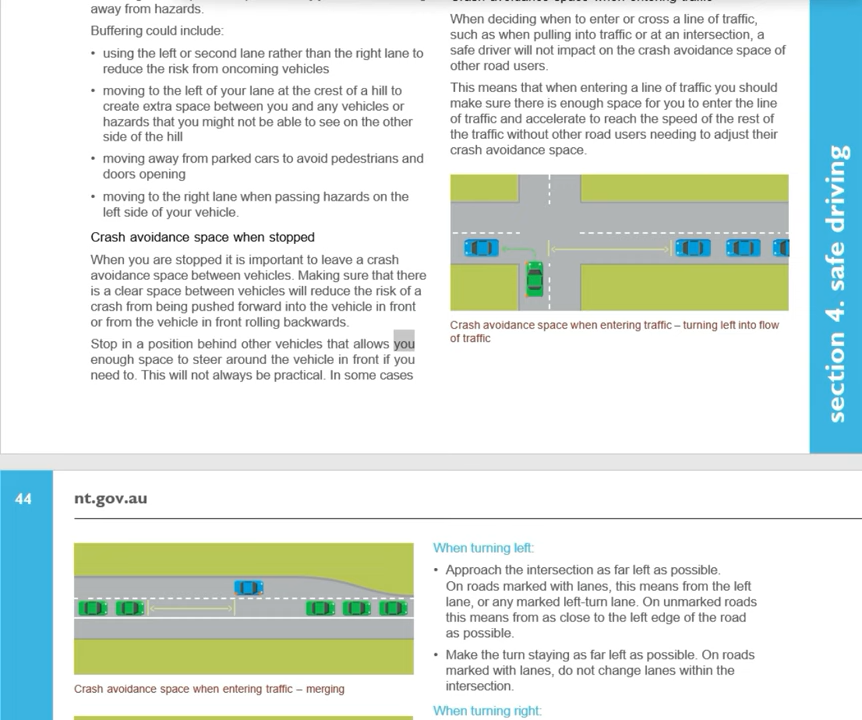 away from hazards.
Buffering could include:
• using the left or second lane rather than the right lane to
reduce the risk from oncoming vehicles
• moving to the left of your lane at the crest of a hill to
create extra space between you and any vehicles or
hazards that you might not be able to see on the other
side of the hill
• moving away from parked cars to avoid pedestrians and
doors opening
• moving to the right lane when passing hazards on the
left side of your vehicle.
Crash avoidance space when stopped
When you are stopped it is important to leave a crash
avoidance space between vehicles. Making sure that there
is a clear space between vehicles will reduce the risk of a
crash from being pushed forward into the vehicle in front
or from the vehicle in front rolling backwards.
Stop in a position behind other vehicles that allows you
enough space to steer around the vehicle in front if you
need to. This will not always be practical. In some cases
Crash avoidance space when entering traffic
When deciding when to enter or cross a line of traffic,
such as when pulling into traffic or at an intersection, a
safe driver will not impact on the crash avoidance space of
other road users.
This means that when entering a line of traffic you should
make sure there is enough space for you to enter the line
of traffic and accelerate to reach the speed of the rest of
the traffic without other road users needing to adjust their
crash avoidance space.
Crash avoidance space when entering traffic – turning left into flow
of traffic
section 4. safe driving
44
nt.gov.au
Crash avoidance space when entering traffic – merging
When turning left:
• Approach the intersection as far left as possible.
On roads marked with lanes, this means from the left
lane, or any marked left-turn lane. On unmarked roads
this means from as close to the left edge of the road
as possible.
• Make the turn staying as far left as possible. On roads
marked with lanes, do not change lanes within the
intersection.
When turning right: